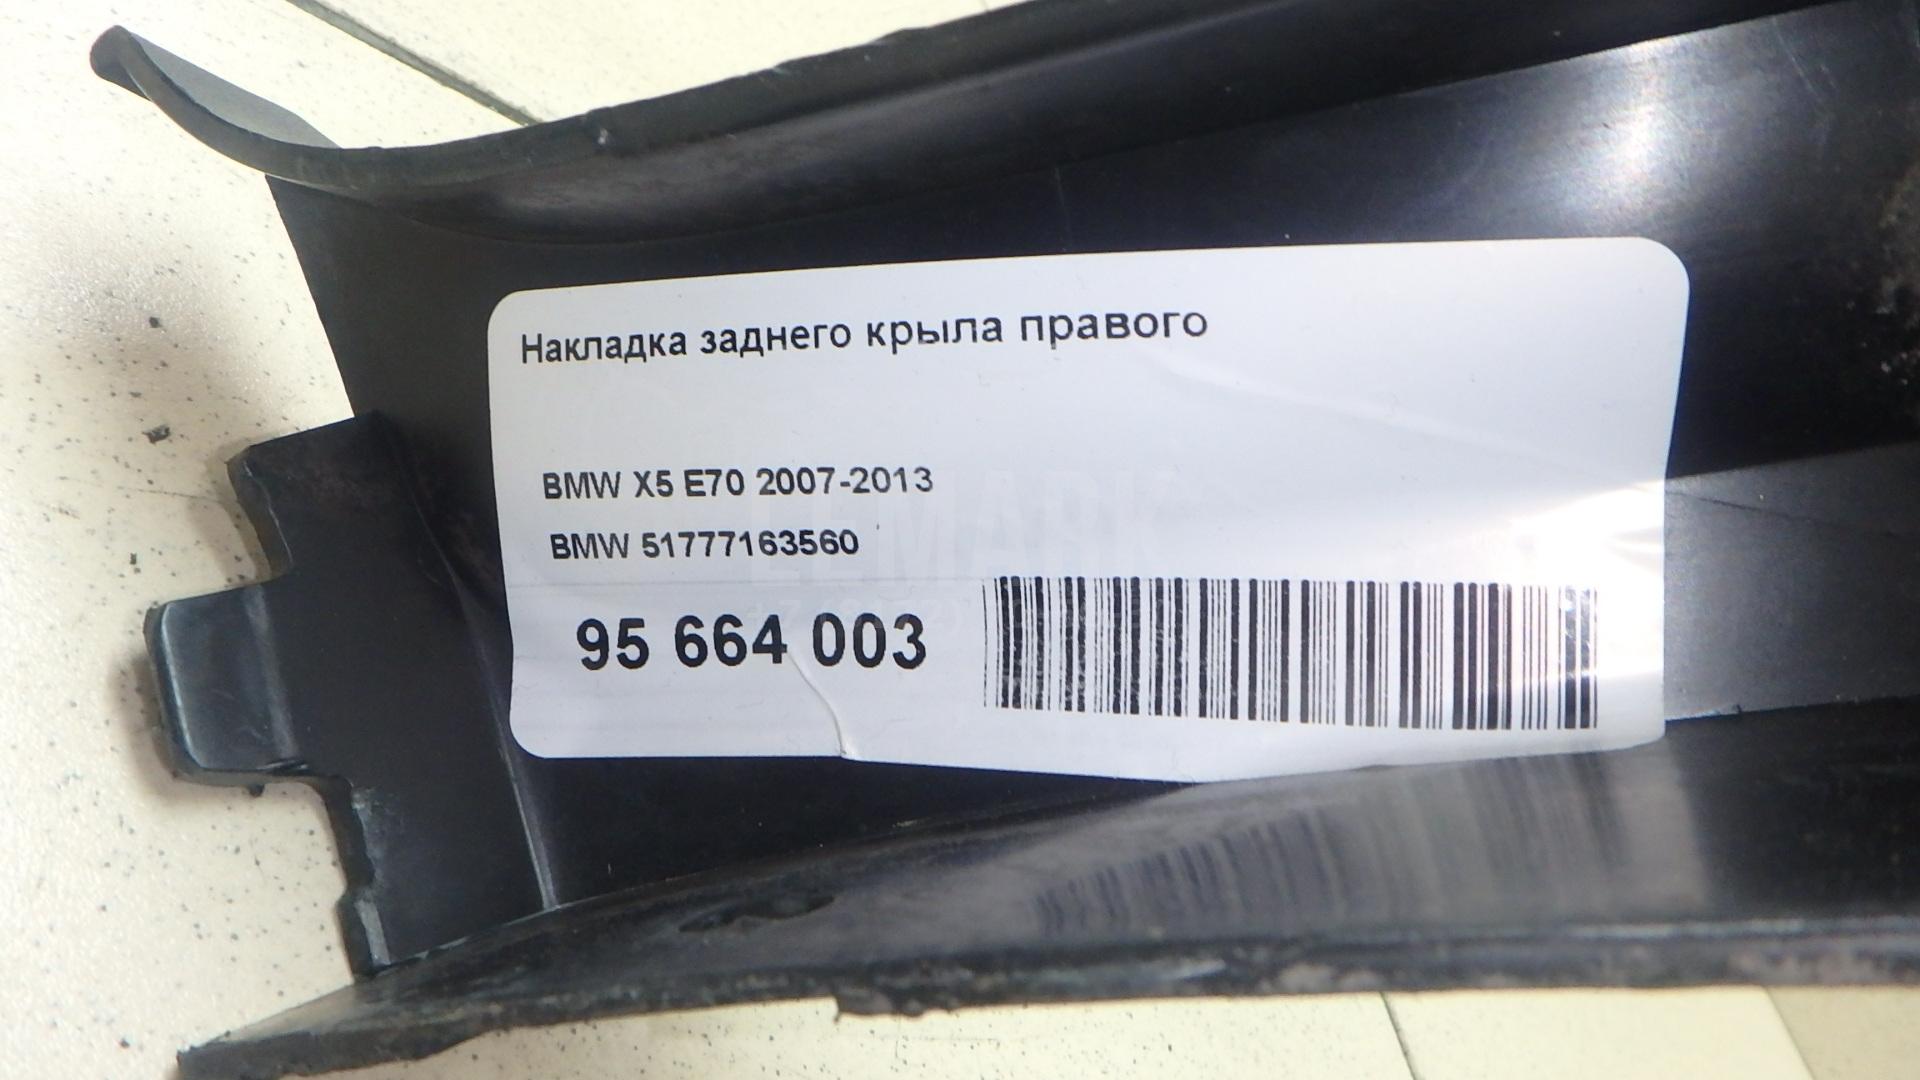 Накладка заднего крыла правого
BMW X5 E70 2007-2013
BMW 51777163560
95 664 003